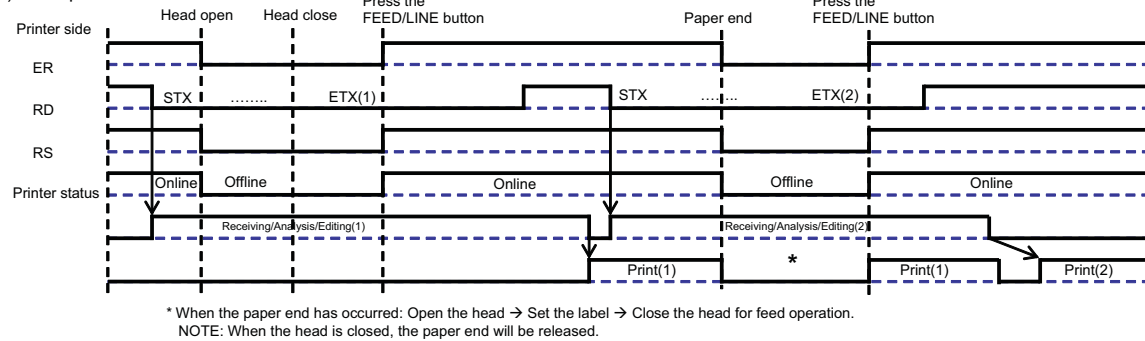 Press the
Press the
Head open
Head close
FEED/LINE button
Paper end
FEED/LINE button
Printer side
ER
STX
........
ETX(1)
STX
........
ETX(2)
RD
RS
Online
Offline
Online
Offline
Online
Printer status
Receiving/Analysis/Editing(1)
Receiving/Analysis/Editing(2)
Print(1)
*
Print(1)
Print(2)
* When the paper end has occurred: Open the head → Set the label → Close the head for feed operation.
NOTE: When the head is closed, the paper end will be released.